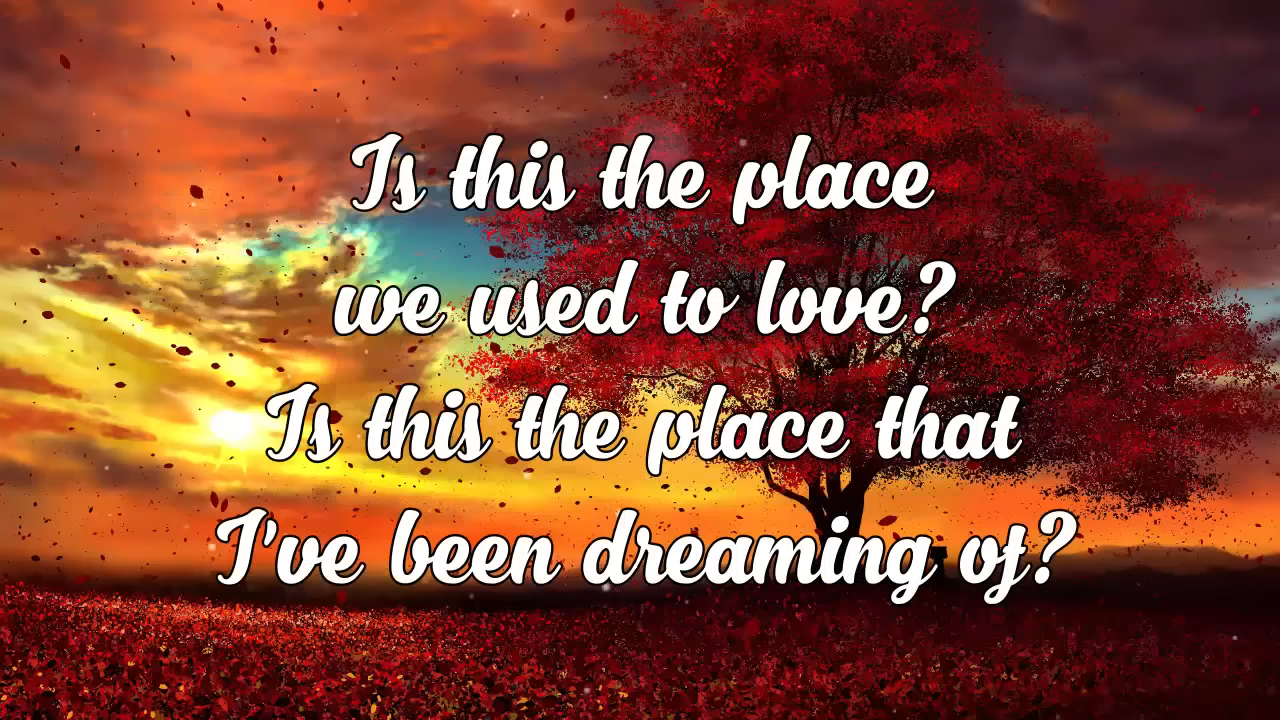 Is this the place
we used to love?
Is this the place that
I've been dreaming of?